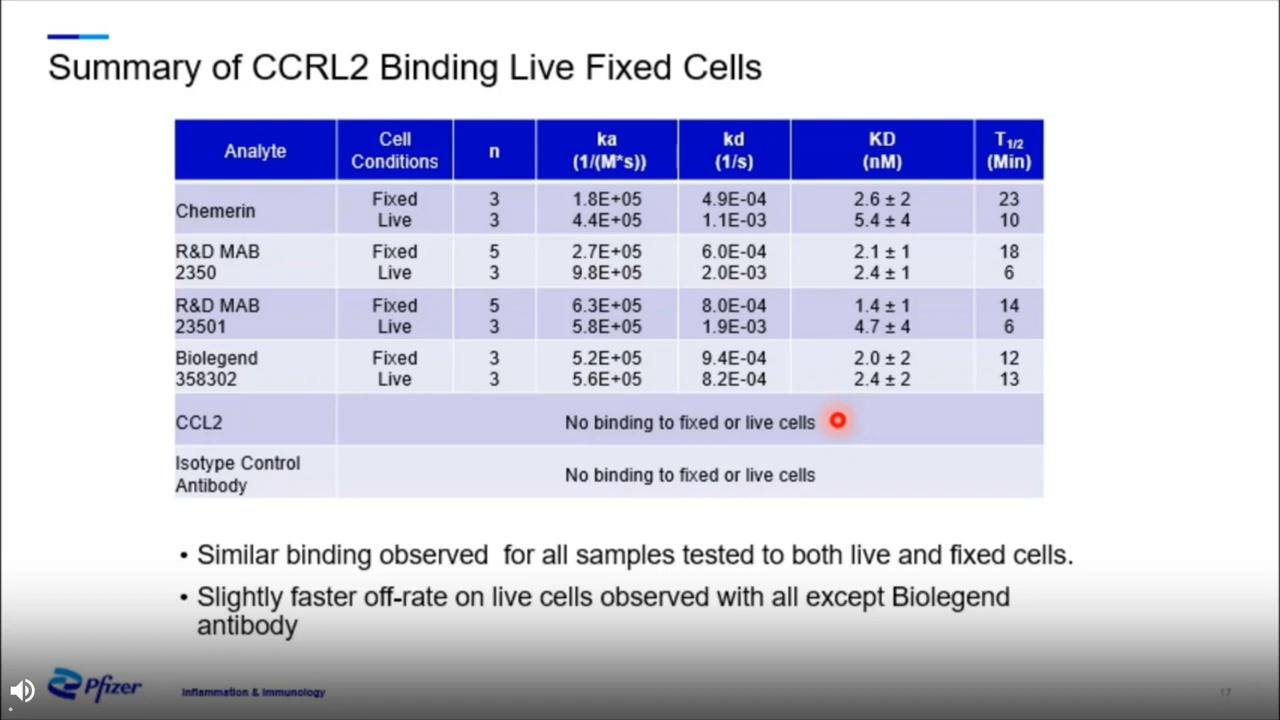 Summary of CCRL2 Binding Live Fixed Cells
Analyte
Cell
Conditions
n
ka
(1/(M*s))
kd
(1/s)
KD
(nM)
T1/2
(Min)
Chemerin
Fixed 3 1.8E+05 4.9E-04 2.6 ± 2 23
Live 3 4.4E+05 1.1E-03 5.4 ± 4 10
R&D MAB Fixed 5 2.7E+05 6.0E-04 2.1 ± 1 18
2350 Live 3 9.8E+05 2.0E-03 2.4 ± 1 6
R&D MAB Fixed 5 6.3E+05 8.0E-04 1.4 ± 1 14
23501 Live 3 5.8E+05 1.9E-03 4.7 ± 4 6
Biolegend Fixed 3 5.2E+05 9.4E-04 2.0 ± 2 12
358302 Live 3 5.6E+05 8.2E-04 2.4 ± 2 13
CCL2 No binding to fixed or live cells
Isotype Control
Antibody
No binding to fixed or live cells
• Similar binding observed for all samples tested to both live and fixed cells.
• Slightly faster off-rate on live cells observed with all except Biolegend
antibody
Pfizer
Inflammation & Immunology
17